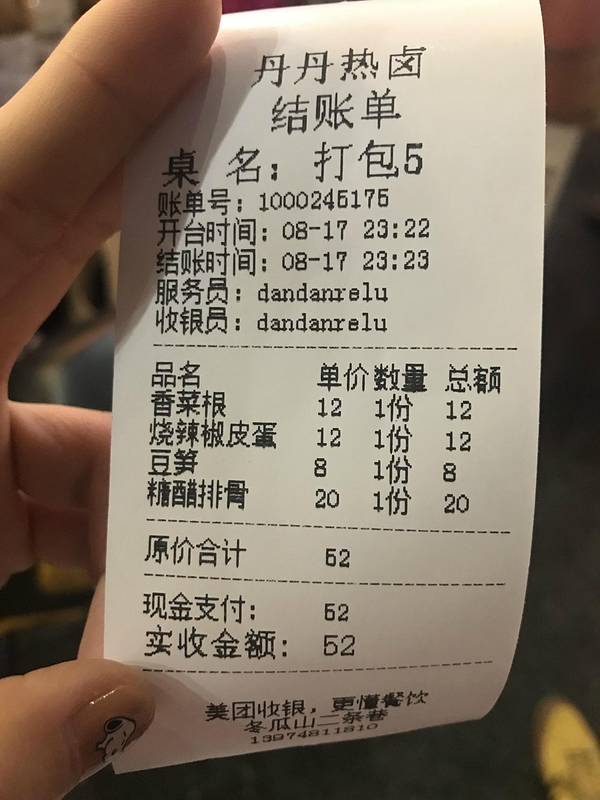 丹丹热卤
结账单
桌 名：打包5
账单号：1000245175
开台时间：08-17 23:22
结账时间：08-17 23:23
服务员：dandanrelu
收银员：dandanrelu
品名 单价 数量 总额
香菜根 12 1份 12
烧辣椒皮蛋 12 1份 12
豆笋 8 1份 8
糖醋排骨 20 1份 20
原价合计 52
现金支付： 52
实收金额： 52
美团收银，更懂餐饮
冬瓜山二条巷
13974811810